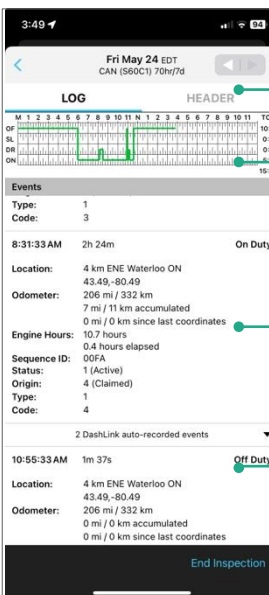 3:49
94
Fri May 24 EDT
CAN (S60C1) 70hr/7d
LOG HEADER
M 1 2 3 4 5 6 7 8 9 10 11 N 1 2 3 4 5 6 7 8 9 10 11
OF 10:
SL 0:
DR 0:
ON
15:
Events
Type: 1
Code: 3
8:31:33 AM 2h 24m On Duty
Location: 4 km ENE Waterloo ON
43.49,-80.49
Odometer: 206 mi / 332 km
7 mi / 11 km accumulated
0 mi / 0 km since last coordinates
Engine Hours: 10.7 hours
0.4 hours elapsed
Sequence ID: 00FA
Status: 1 (Active)
Origin: 4 (Claimed)
Type: 1
Code: 4
2 DashLink auto-recorded events
10:55:33 AM 1m 37s Off Duty
Location: 4 km ENE Waterloo ON
43.49,-80.49
Odometer: 206 mi / 332 km
0 mi / 0 km accumulated
0 mi / 0 km since last coordinates
End Inspection